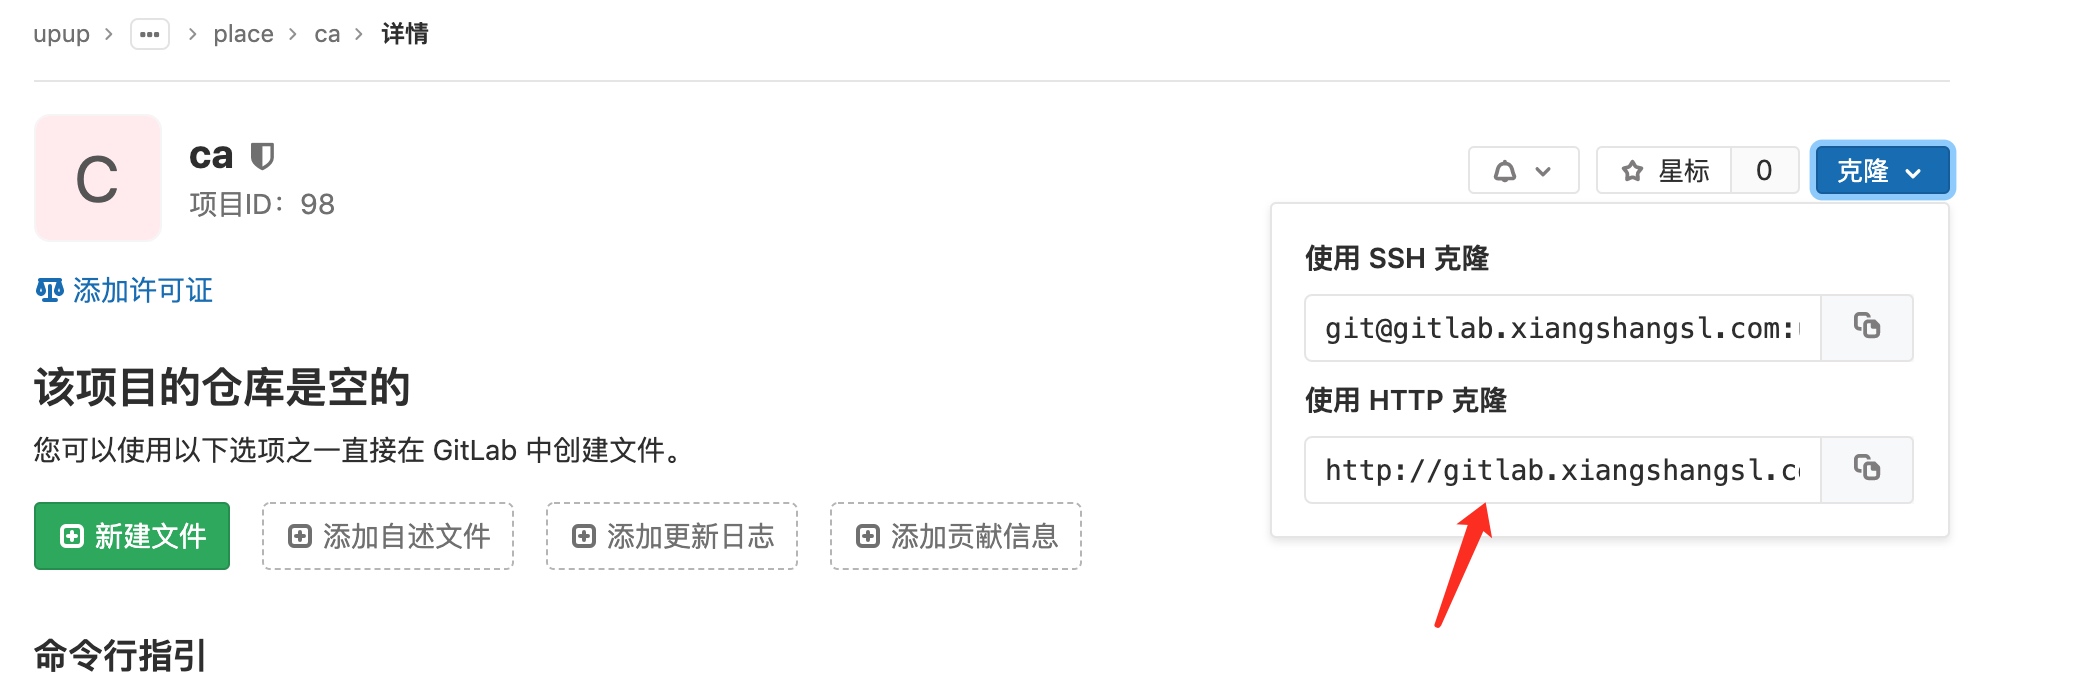 upup > ... > place > ca > 详情
C
ca
项目ID：98
星标 0
克隆
添加许可证
使用 SSH 克隆
git@gitlab.xiangshangsl.com:
使用 HTTP 克隆
http://gitlab.xiangshangsl.c
该项目的仓库是空的
您可以使用以下选项之一直接在 GitLab 中创建文件。
新建文件 添加自述文件 添加更新日志 添加贡献信息
命令行指引